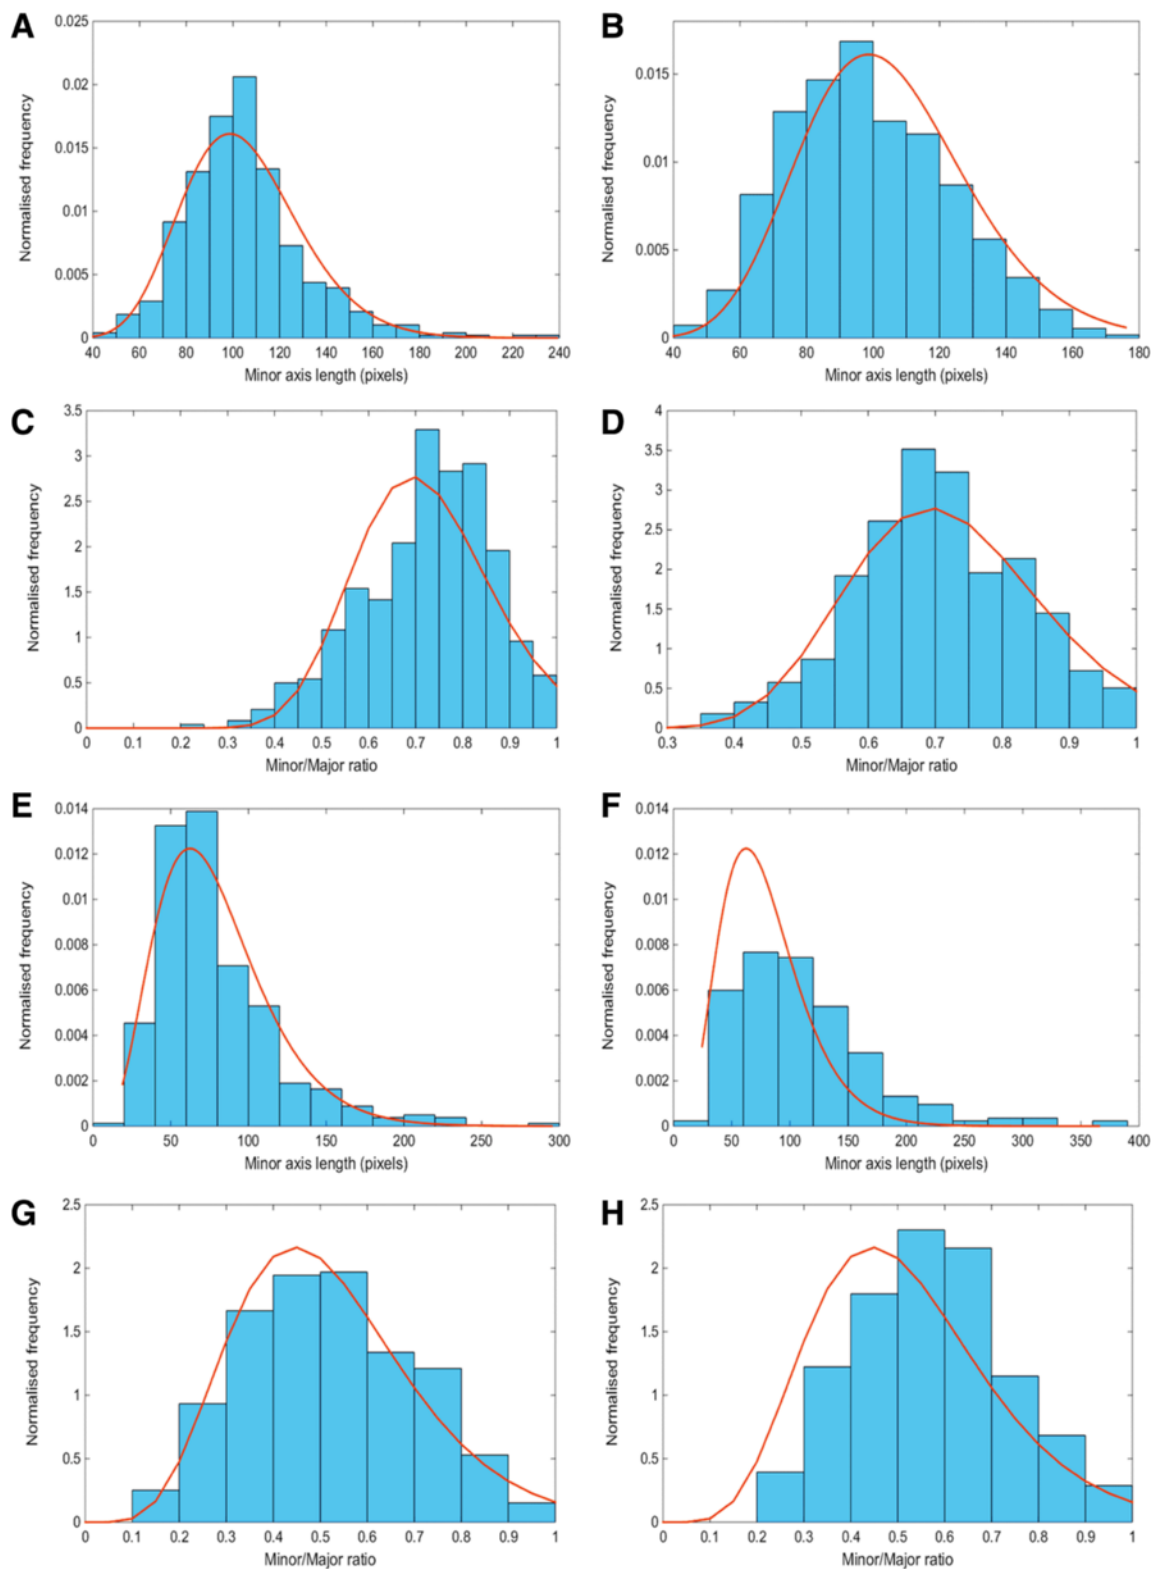 A
B
0.025
0.02
0.015
0.01
0.005
0
Normalised frequency
40 60 80 100 120 140 160 180 200 220 240
Minor axis length (pixels)
0.015
0.01
0.005
0
Normalised frequency
40 60 80 100 120 140 160 180
Minor axis length (pixels)
C
D
3.5
3
2.5
2
1.5
1
0.5
0
Normalised frequency
0 0.1 0.2 0.3 0.4 0.5 0.6 0.7 0.8 0.9 1
Minor/Major ratio
4
3.5
3
2.5
2
1.5
1
0.5
0
Normalised frequency
0.3 0.4 0.5 0.6 0.7 0.8 0.9 1
Minor/Major ratio
E
F
0.014
0.012
0.01
0.008
0.006
0.004
0.002
0
Normalised frequency
0 50 100 150 200 250 300
Minor axis length (pixels)
0.014
0.012
0.01
0.008
0.006
0.004
0.002
0
Normalised frequency
0 50 100 150 200 250 300 350 400
Minor axis length (pixels)
G
H
2.5
2
1.5
1
0.5
0
Normalised frequency
0 0.1 0.2 0.3 0.4 0.5 0.6 0.7 0.8 0.9 1
Minor/Major ratio
2.5
2
1.5
1
0.5
0
Normalised frequency
0 0.1 0.2 0.3 0.4 0.5 0.6 0.7 0.8 0.9 1
Minor/Major ratio